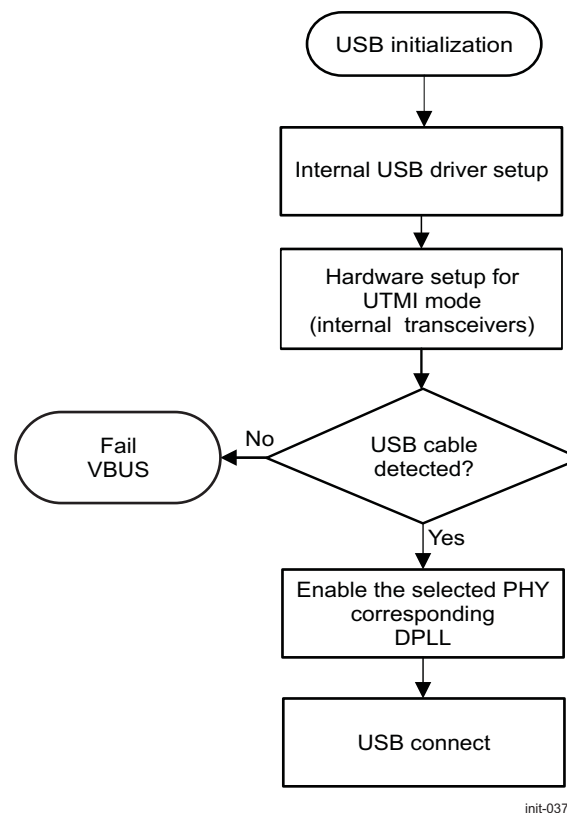 USB initialization
Internal USB driver setup
Hardware setup for
UTMI mode
(internal transceivers)
USB cable
detected?
No
Fail
VBUS
Yes
Enable the selected PHY
corresponding
DPLL
USB connect
init-037